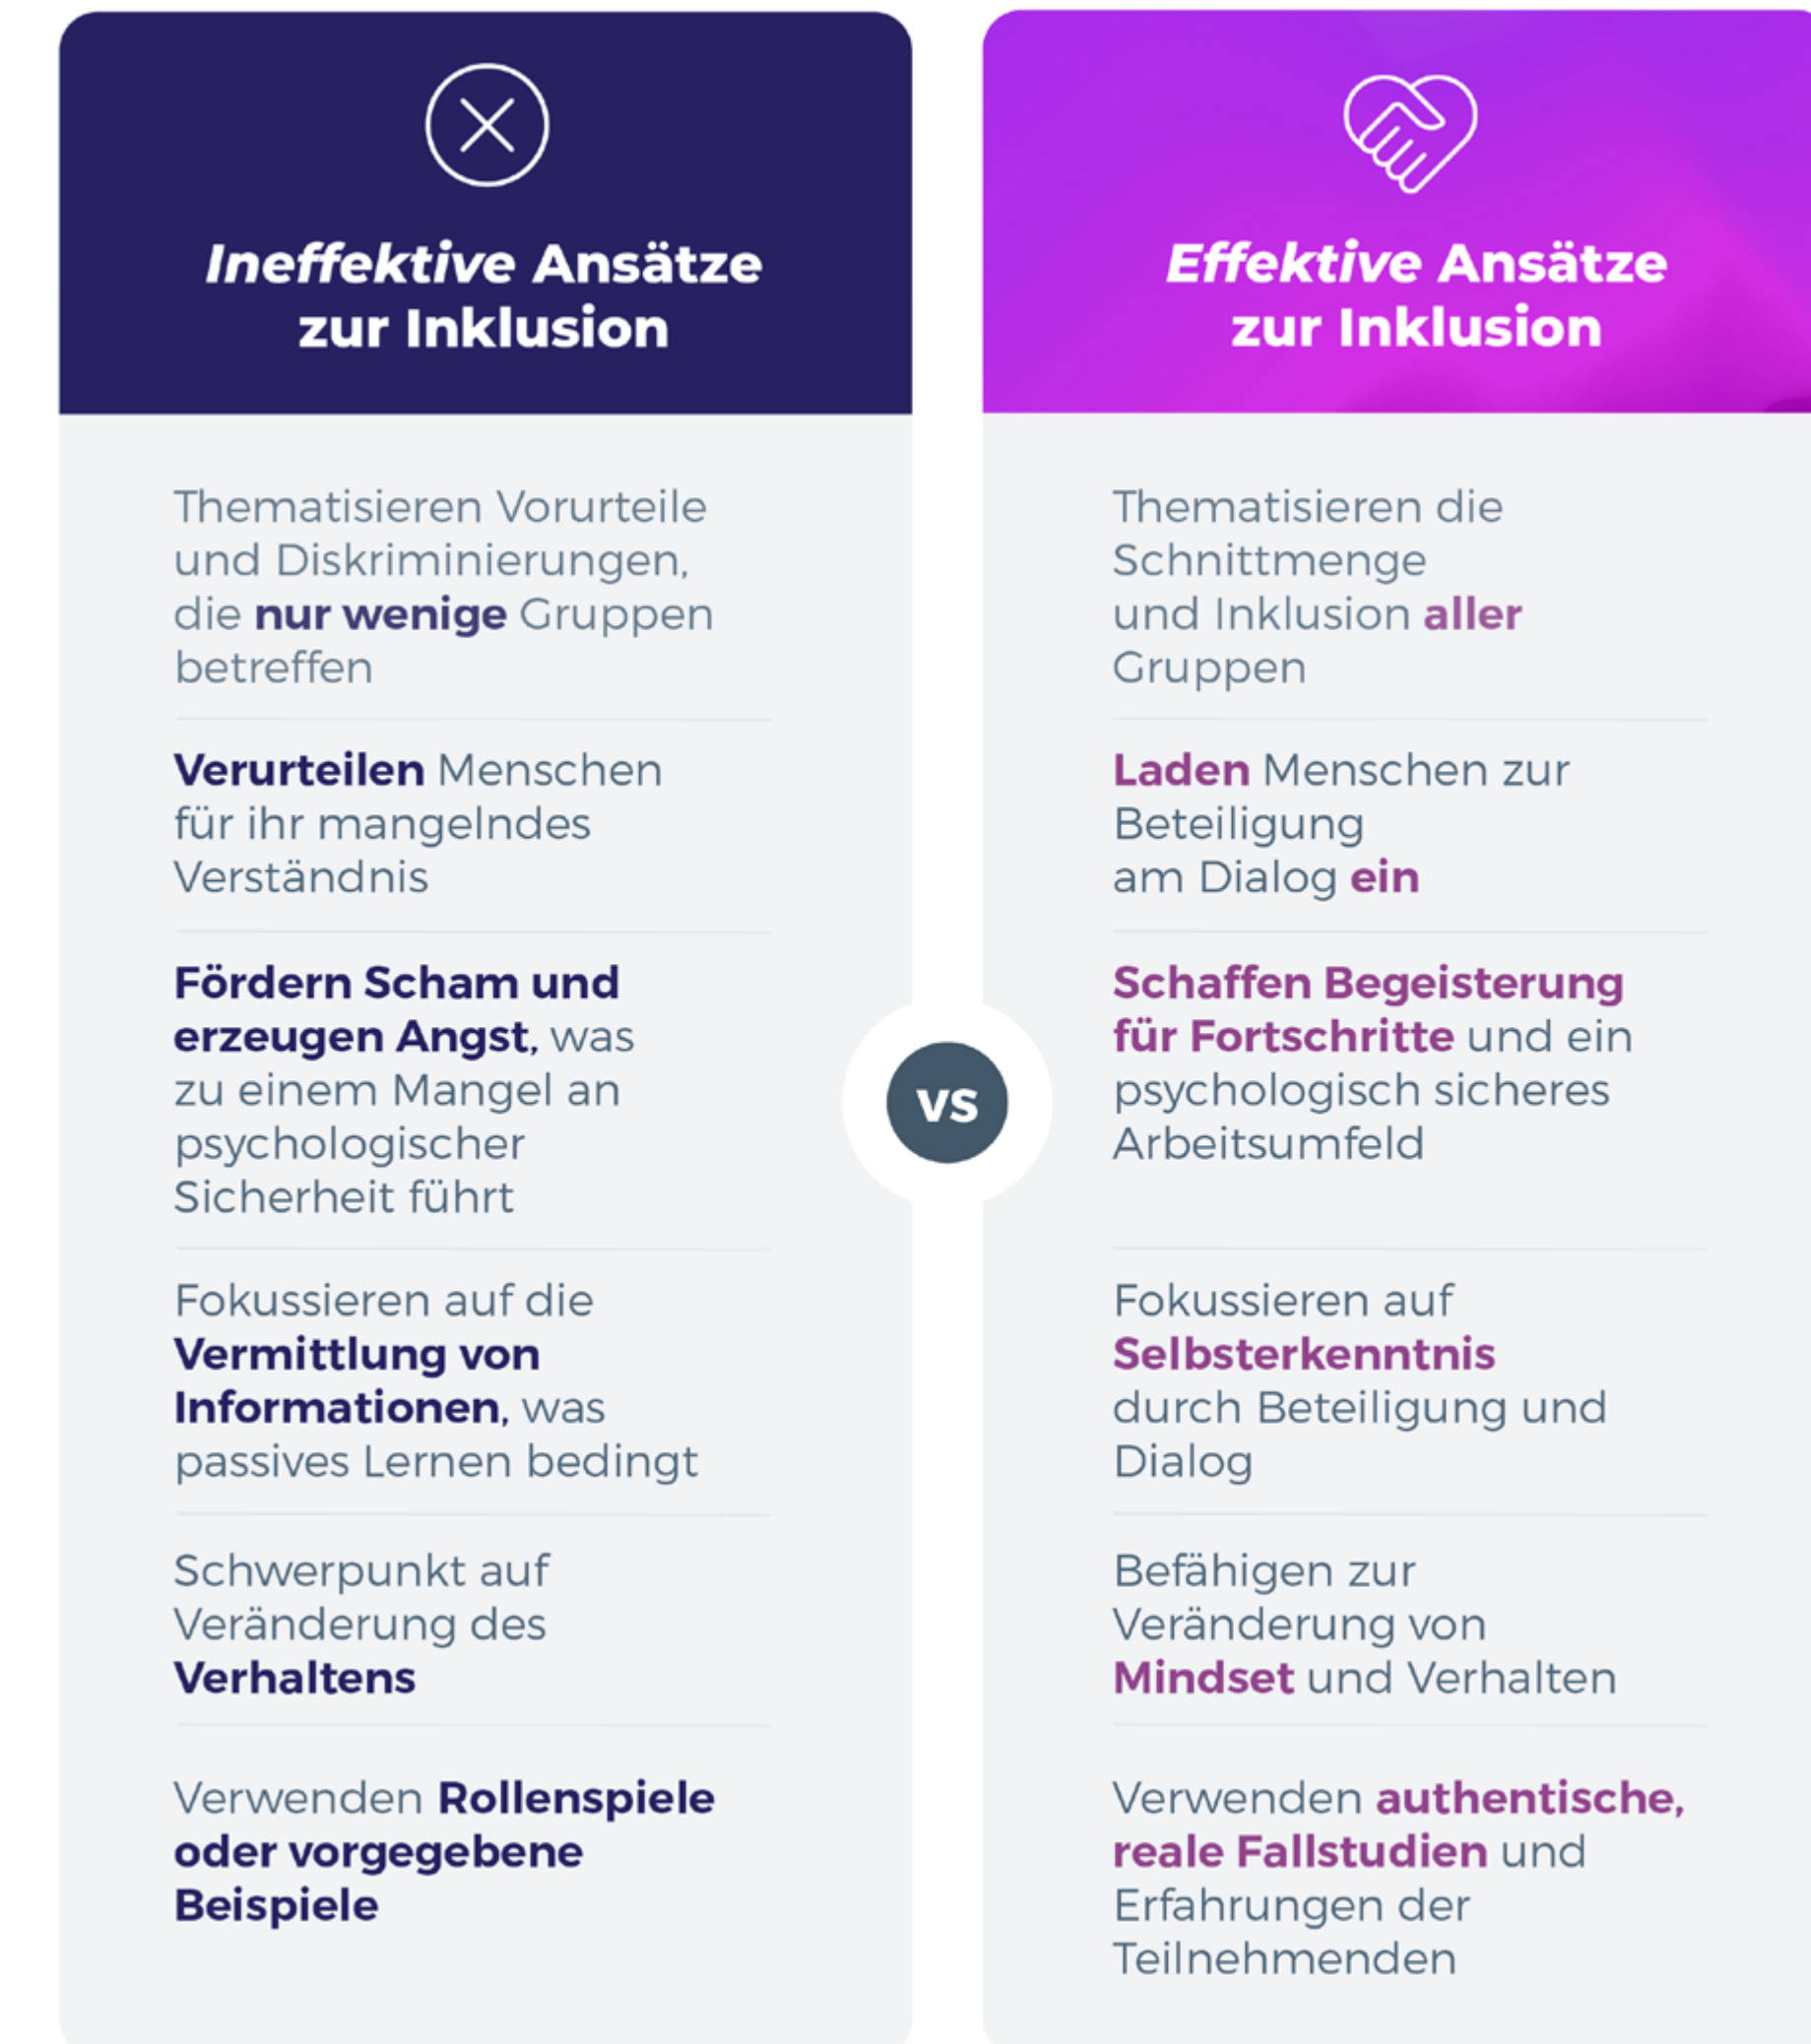 Ineffektive Ansätze
zur Inklusion
Thematisieren Vorurteile
und Diskriminierungen,
die nur wenige Gruppen
betreffen
Verurteilen Menschen
für ihr mangelndes
Verständnis
Fördern Scham und
erzeugen Angst, was
zu einem Mangel an
psychologischer
Sicherheit führt
Fokussieren auf die
Vermittlung von
Informationen, was
passives Lernen bedingt
Schwerpunkt auf
Veränderung des
Verhaltens
Verwenden Rollenspiele
oder vorgegebene
Beispiele
vs
Effektive Ansätze
zur Inklusion
Thematisieren die
Schnittmenge
und Inklusion aller
Gruppen
Laden Menschen zur
Beteiligung
am Dialog ein
Schaffen Begeisterung
für Fortschritte und ein
psychologisch sicheres
Arbeitsumfeld
Fokussieren auf
Selbsterkenntnis
durch Beteiligung und
Dialog
Befähigen zur
Veränderung von
Mindset und Verhalten
Verwenden authentische,
reale Fallstudien und
Erfahrungen der
Teilnehmenden